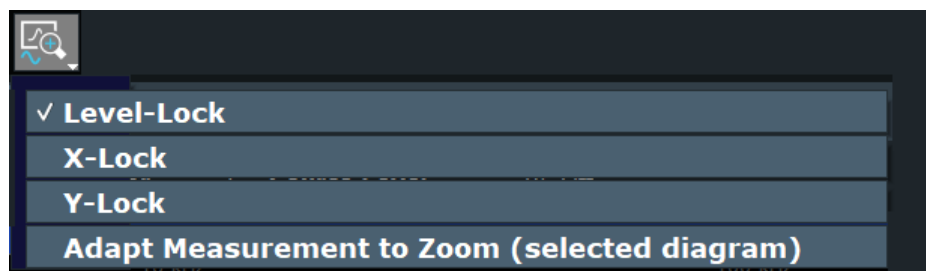 ✓ Level-Lock
X-Lock
Y-Lock
Adapt Measurement to Zoom (selected diagram)